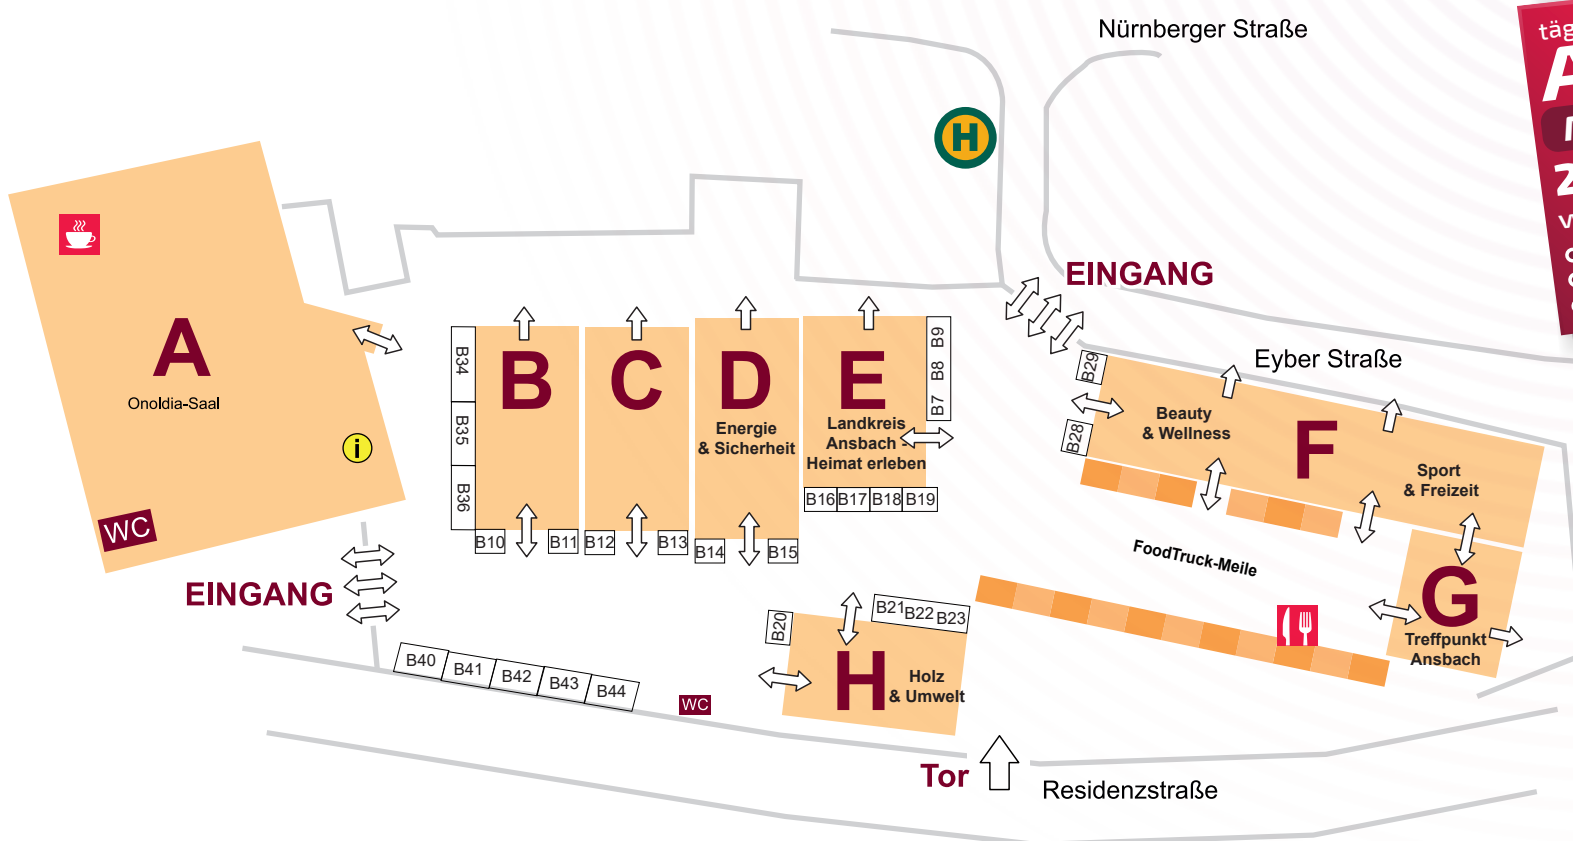 Nürnberger Straße
täg
H
EINGANG
Eyber Straße
A
Onoldia-Saal
i
WC
EINGANG
B34
B35
B36
B
B10
B11
C
B12
B13
D
Energie
& Sicherheit
B14
B15
E
Landkreis
Ansbach -
Heimat erleben
B9
B8
B7
B16 B17 B18 B19
B29
B28
Beauty
& Wellness
F
Sport
& Freizeit
FoodTruck-Meile
G
Treffpunkt
Ansbach
B20
B21 B22 B23
H
Holz
& Umwelt
B40 B41 B42 B43 B44
WC
Tor
Residenzstraße